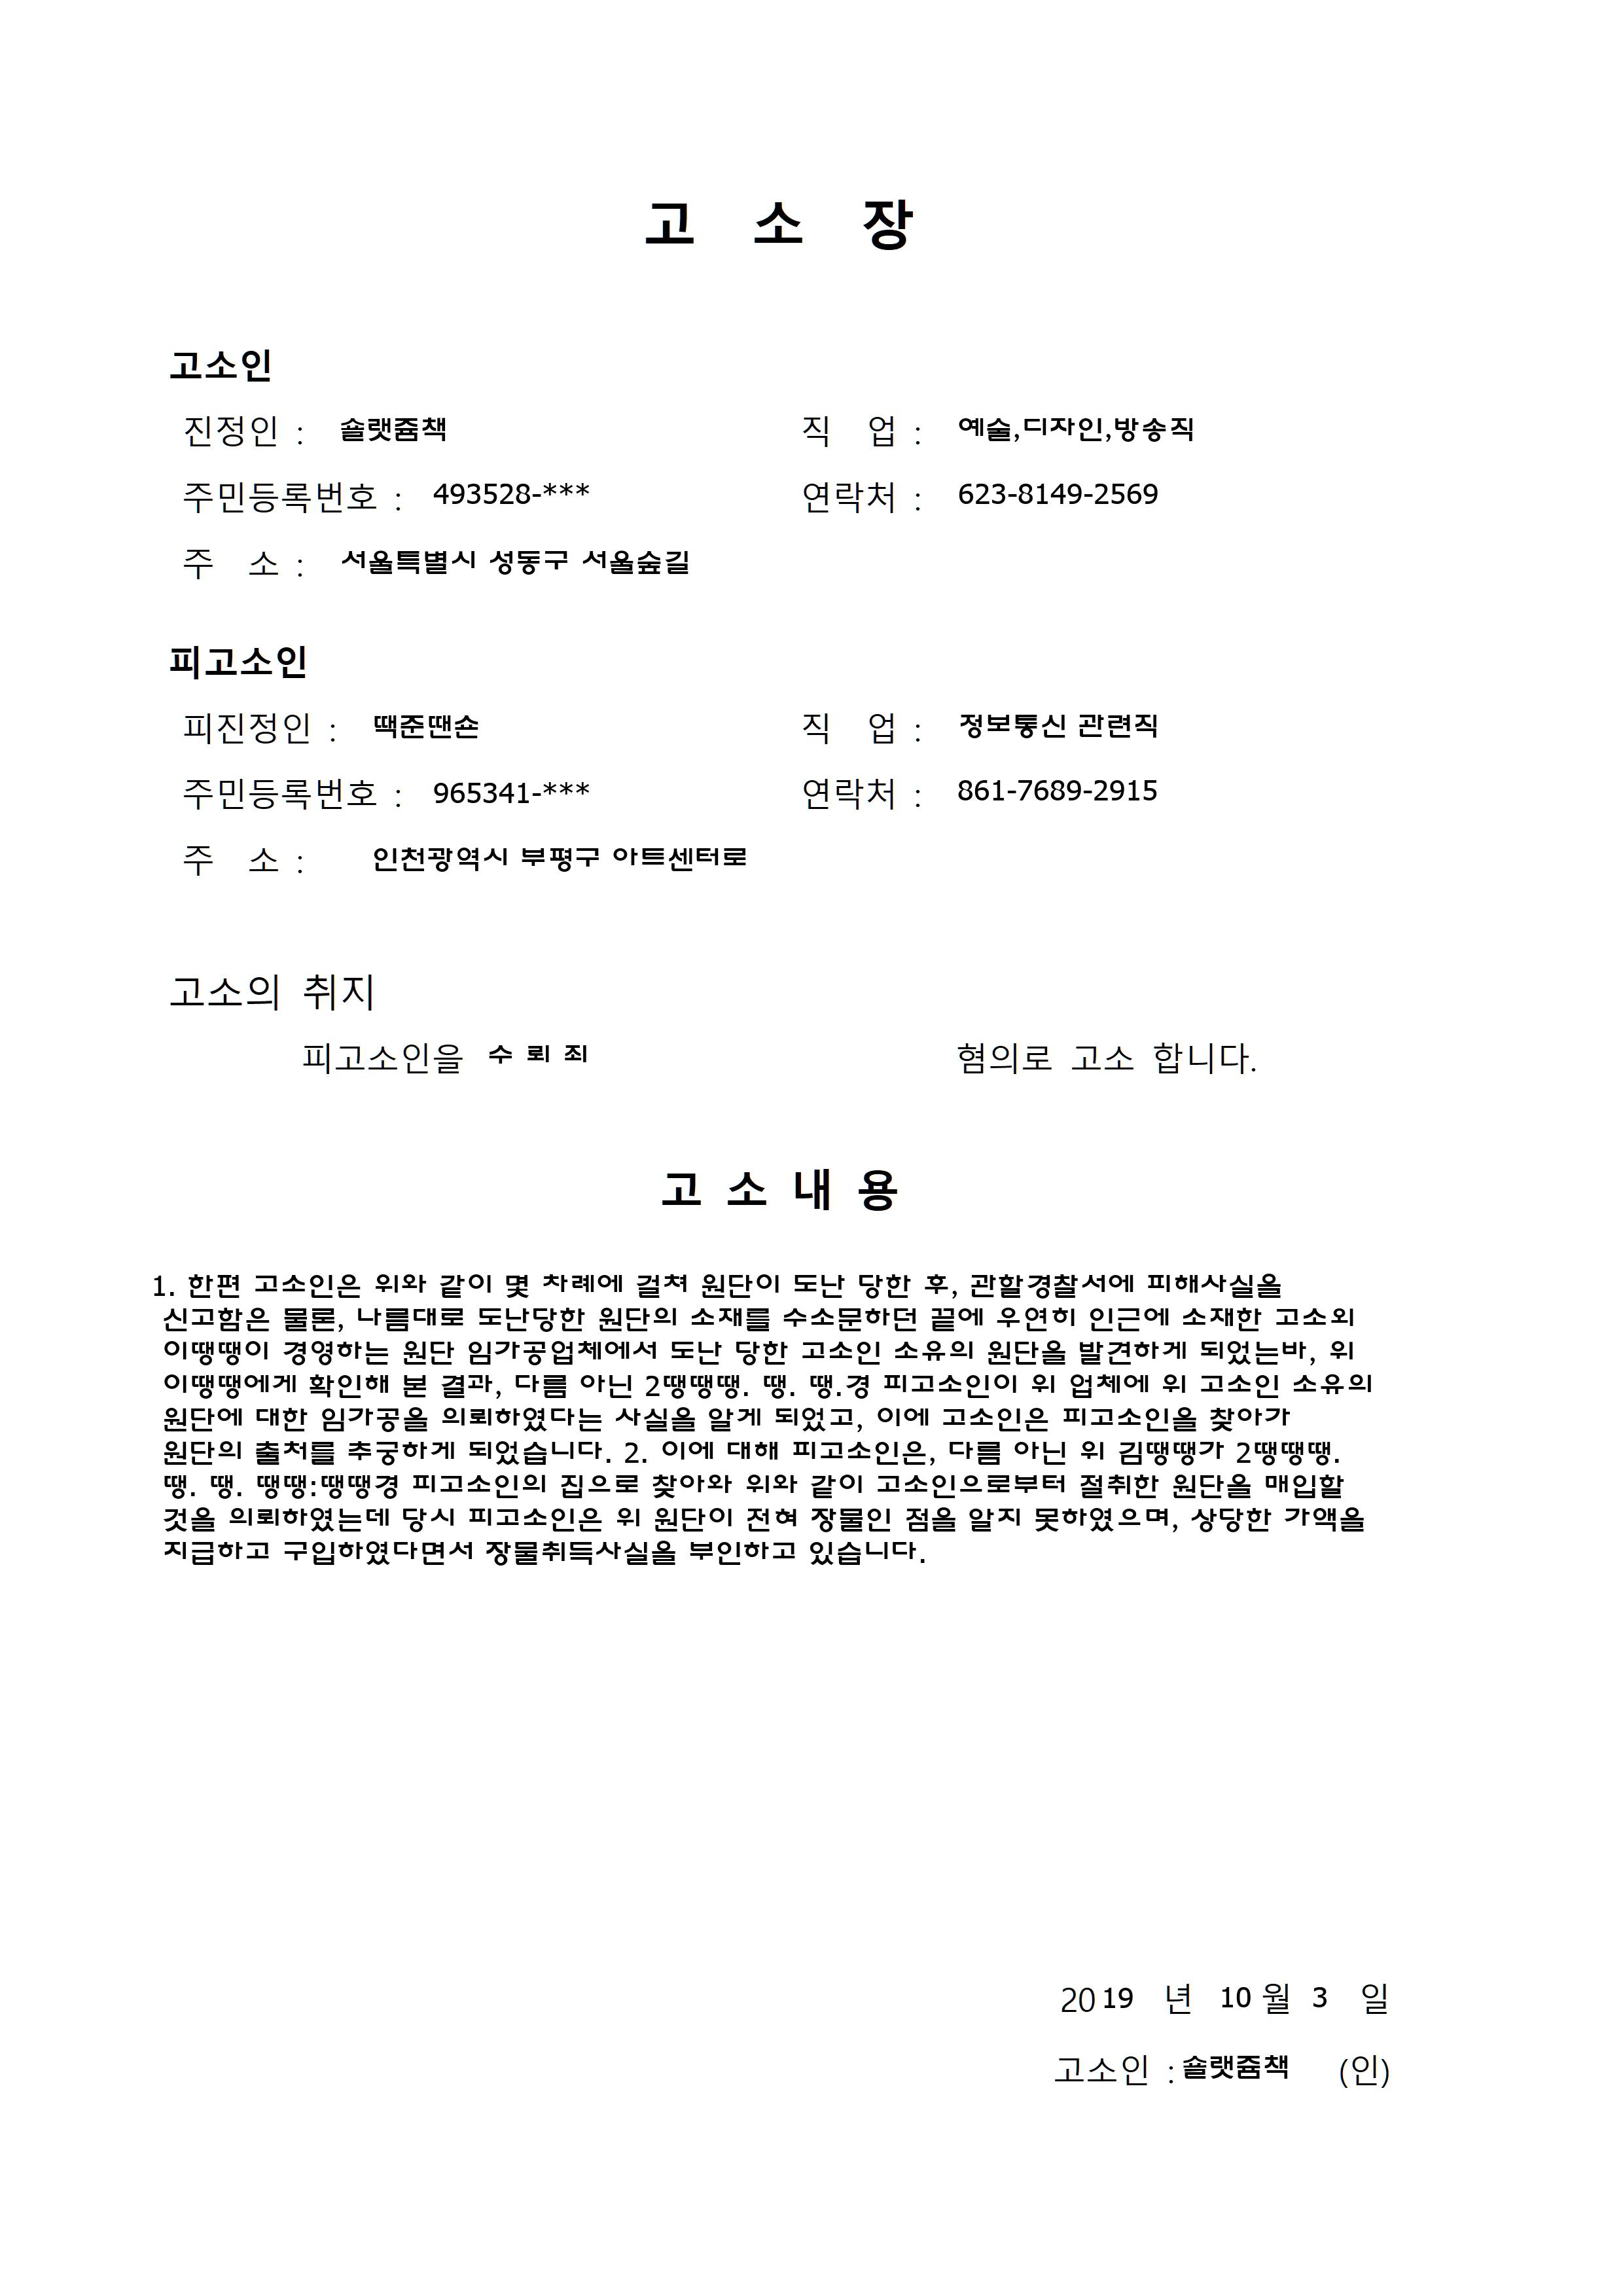 고 소 장
고소인
진정인 : 솔랫쥼책 직 업 : 예술,디자인,방송직
주민등록번호 : 493528-*** 연락처 : 623-8149-2569
주 소 : 서울특별시 성동구 서울숲길
피고소인
피진정인 : 땍준땐손 직 업 : 정보통신 관련직
주민등록번호 : 965341-*** 연락처 : 861-7689-2915
주 소 : 인천광역시 부평구 아트센터로
고소의 취지
피고소인을 수 뢰 죄 혐의로 고소 합니다.
고 소 내 용
1. 한편 고소인은 위와 같이 몇 차례에 걸쳐 원단이 도난 당한 후, 관할경찰서에 피해사실을
신고함은 물론, 나름대로 도난당한 원단의 소재를 수소문하던 끝에 우연히 인근에 소재한 고소외
이땡땡이 경영하는 원단 임가공업체에서 도난 당한 고소인 소유의 원단을 발견하게 되었는바, 위
이땡땡에게 확인해 본 결과, 다름 아닌 2땡땡땡. 땡. 땡.경 피고소인이 위 업체에 위 고소인 소유의
원단에 대한 임가공을 의뢰하였다는 사실을 알게 되었고, 이에 고소인은 피고소인을 찾아가
원단의 출처를 추궁하게 되었습니다. 2. 이에 대해 피고소인은, 다름 아닌 위 김땡땡가 2땡땡땡.
땡. 땡. 땡땡:땡땡경 피고소인의 집으로 찾아와 위와 같이 고소인으로부터 절취한 원단을 매입할
것을 의뢰하였는데 당시 피고소인은 위 원단이 전혀 장물인 점을 알지 못하였으며, 상당한 가액을
지급하고 구입하였다면서 장물취득사실을 부인하고 있습니다.
2019 년 10 월 3 일
고소인 : 솔랫쥼책 (인)